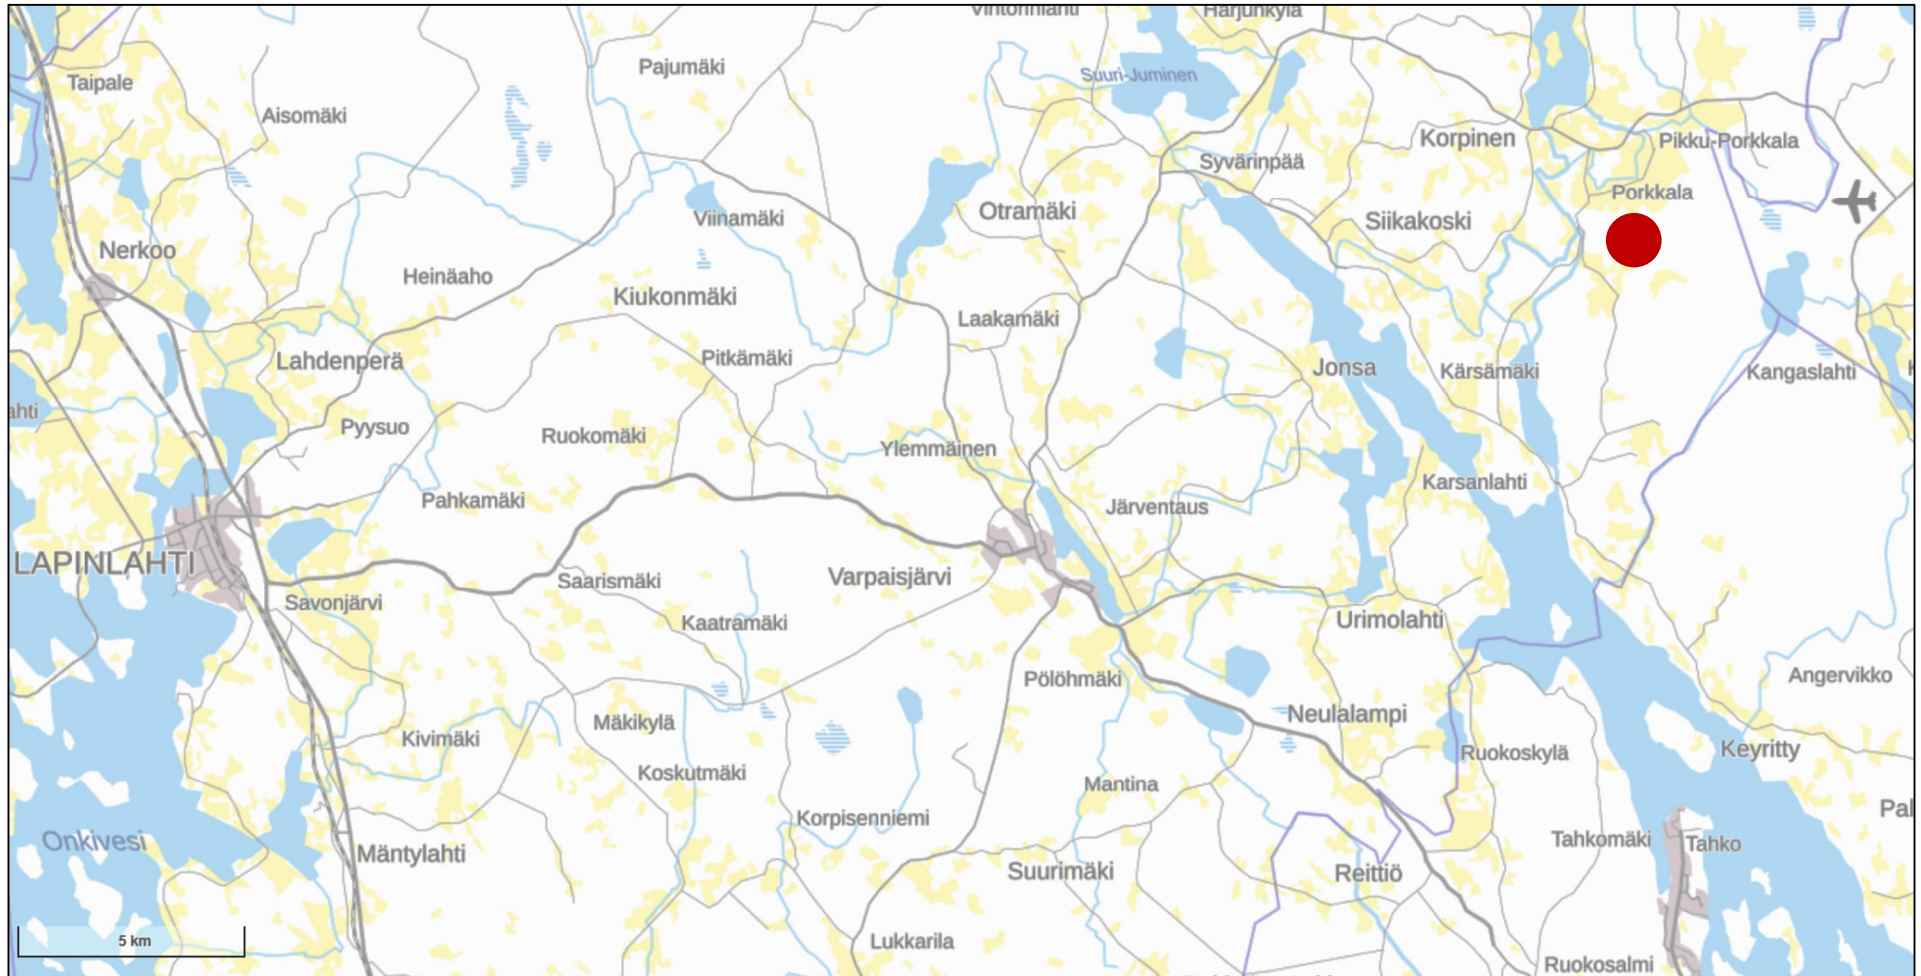 Harjunkylä
Taipale
Pajumäki
Suuri-Juminen
Aisomäki
Korpinen
Pikku-Porkkala
Syvärinpää
Porkkala
Viinamäki
Otramäki
Siikakoski
Nerkoo
Heinäaho
Kiukonmäki
Laakamäki
Lahdenperä
Pitkämäki
Jonsa
Kärsämäki
Kangaslahti
ahti
Pyysuo
Ruokomäki
Ylemmäinen
Karsanlahti
Pahkamäki
Järventaus
LAPINLAHTI
Saarismäki
Varpaisjärvi
Savonjärvi
Kaatramäki
Urimolahti
Pölöhmäki
Angervikko
Mäkikylä
Neulalampi
Kivimäki
Ruokoskylä
Keyritty
Koskutmäki
Mantina
Pal
Korpisenniemi
Onkivesi
Tahkomäki
Tahko
Mäntylahti
Suurimäki
Reittiö
5 km
Lukkarila
Ruokosalmi